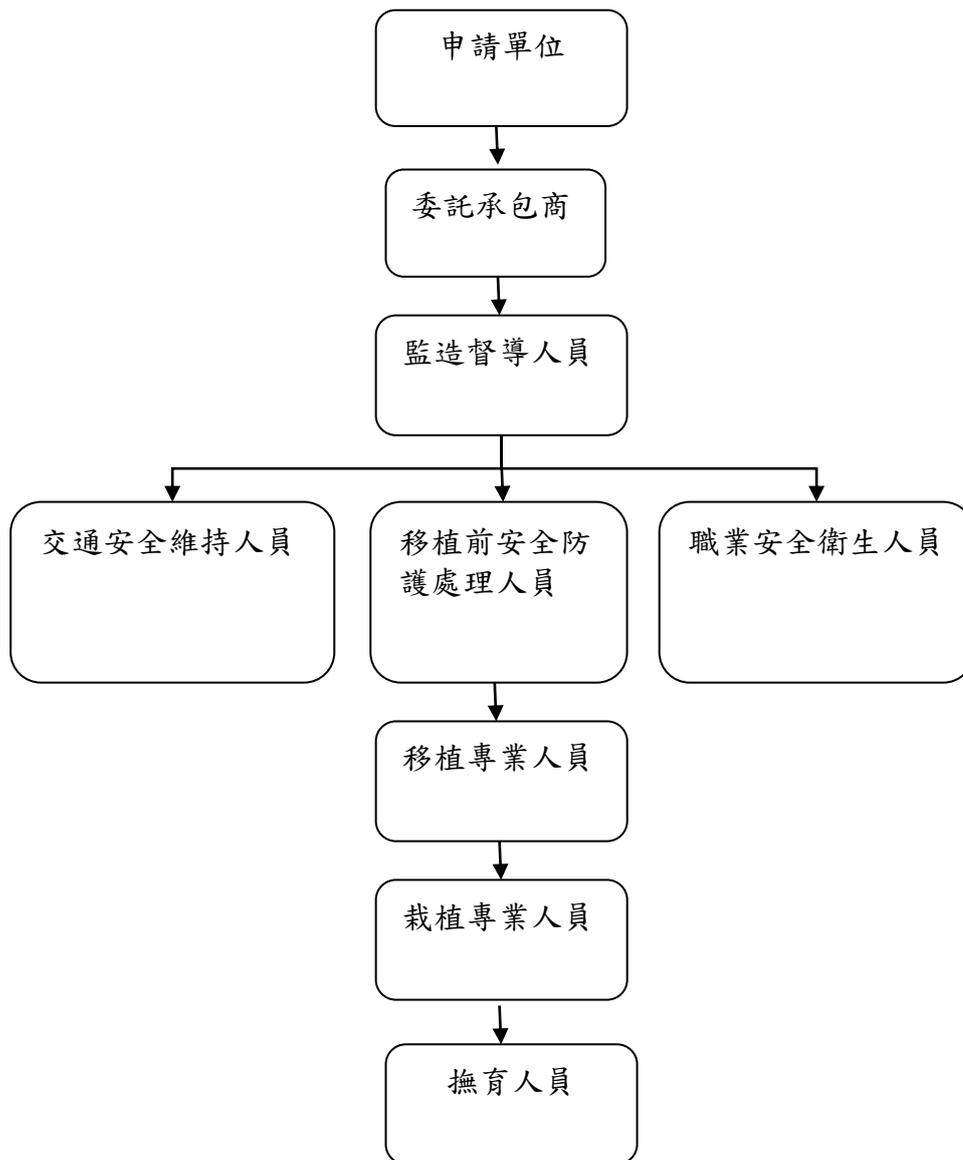 申請單位
委託承包商
監造督導人員
交通安全維持人員
移植前安全防
護處理人員
職業安全衛生人員
移植專業人員
栽植專業人員
撫育人員